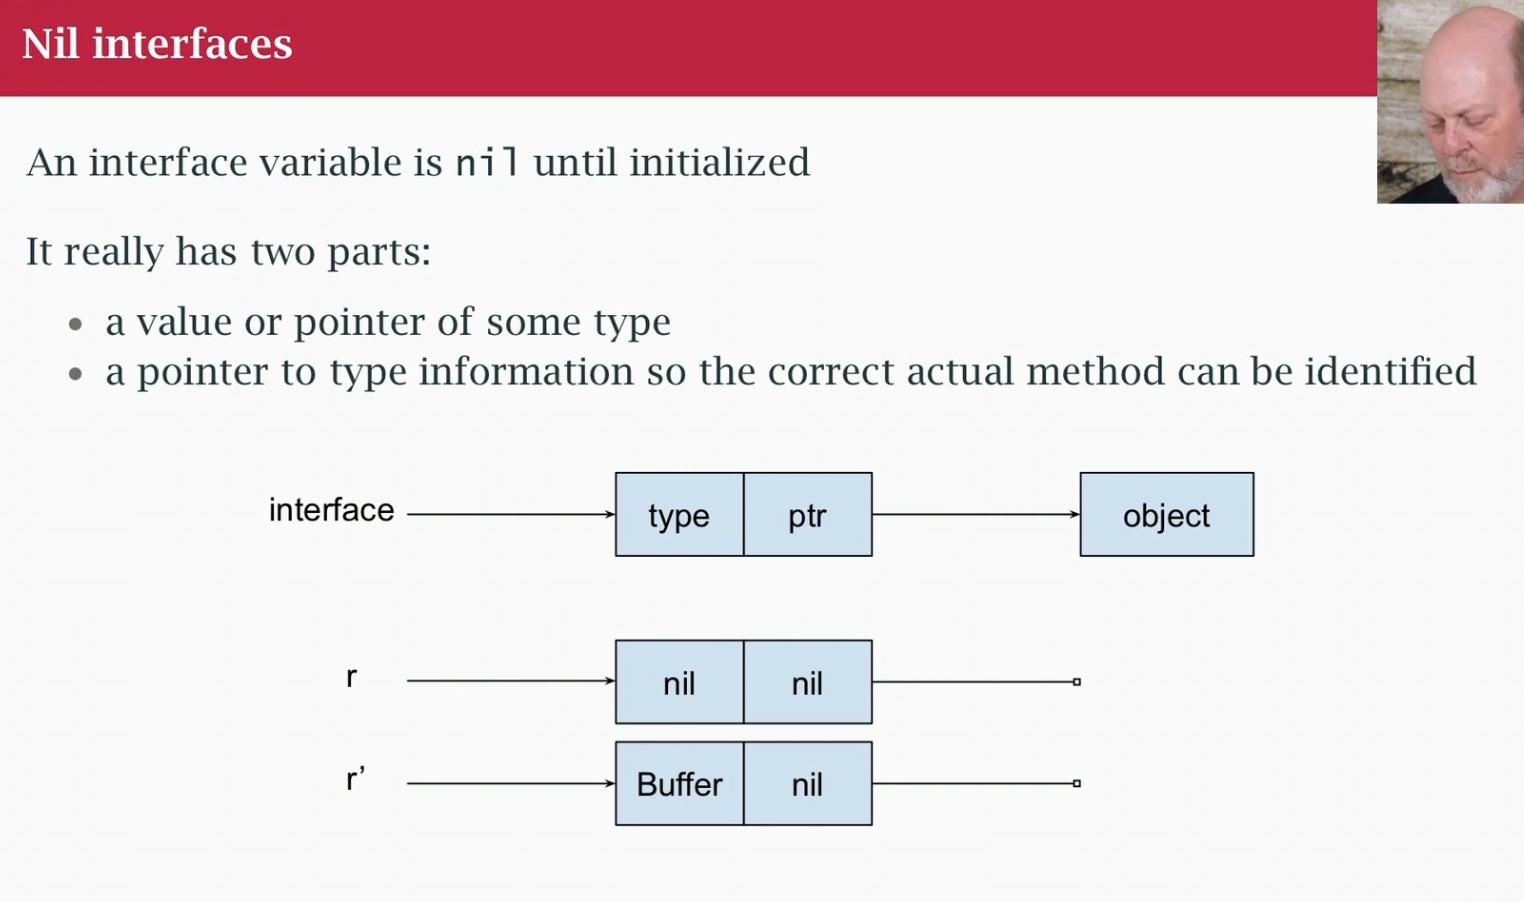 Nil interfaces
An interface variable is nil until initialized
It really has two parts:
• a value or pointer of some type
• a pointer to type information so the correct actual method can be identified
interface type ptr object
r nil nil
r’ Buffer nil